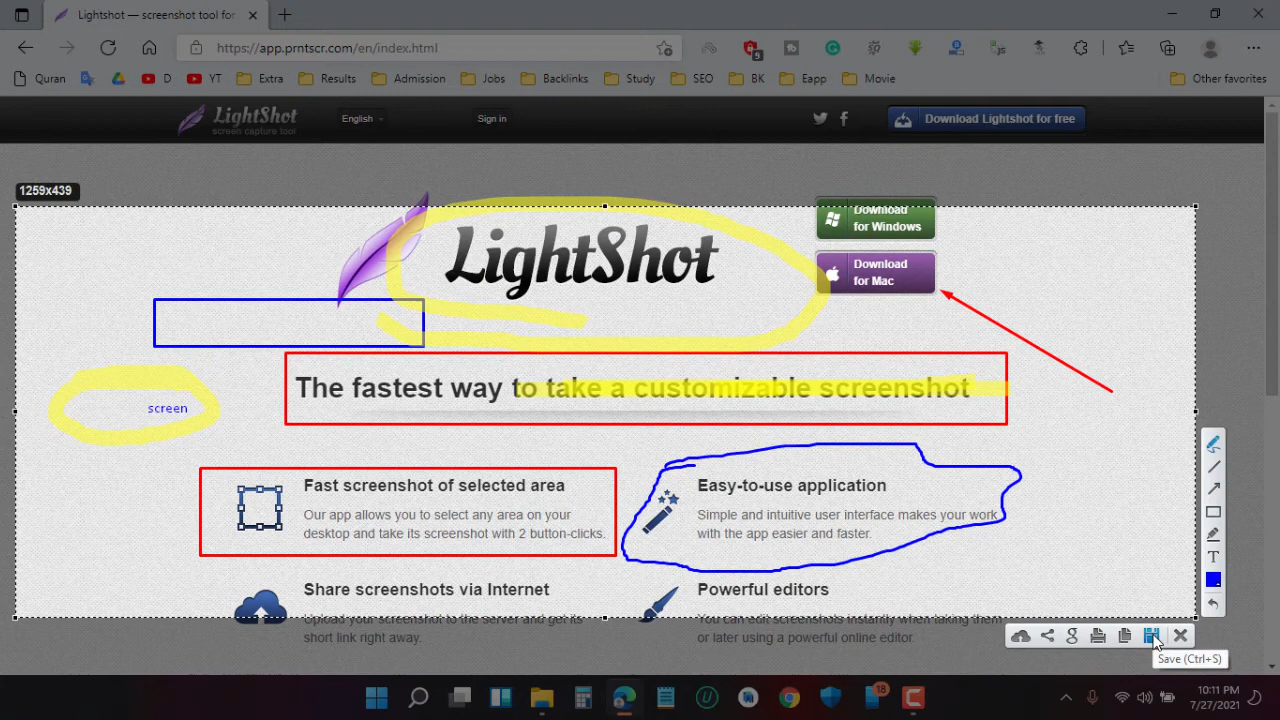 Lightshot — screenshot tool for
https://app.prntscr.com/en/index.html
9
Quran
D
YT
Extra
Results
Admission
Jobs
Backlinks
Study
SEO
BK
Eapp
Movie
Other favorites
LightShot
screen capture tool
English
Sign in
Download Lightshot for free
1259x439
LightShot
Download
for Windows
Download
for Mac
The fastest way to take a customizable screenshot
screen
Fast screenshot of selected area
Our app allows you to select any area on your
desktop and take its screenshot with 2 button-clicks.
Easy-to-use application
Simple and intuitive user interface makes your work
with the app easier and faster.
Share screenshots via Internet
Upload your screenshot to the server and get its
short link right away.
Powerful editors
You can edit screenshots instantly when taking them
or later using a powerful online editor.
T
g
Save (Ctrl+S)
18
10:11 PM
7/27/2021